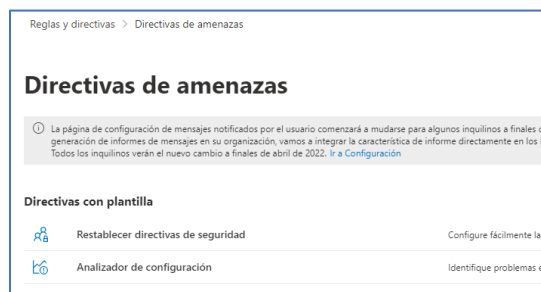 Reglas y directivas > Directivas de amenazas
Directivas de amenazas
La página de configuración de mensajes notificados por el usuario comenzará a mudarse para algunos inquilinos a finales
generación de informes de mensajes en su organización, vamos a integrar la característica de informe directamente en los
Todos los inquilinos verán el nuevo cambio a finales de abril de 2022. Ir a Configuración
Directivas con plantilla
Restablecer directivas de seguridad Configure fácilmente la
Analizador de configuración Identifique problemas e